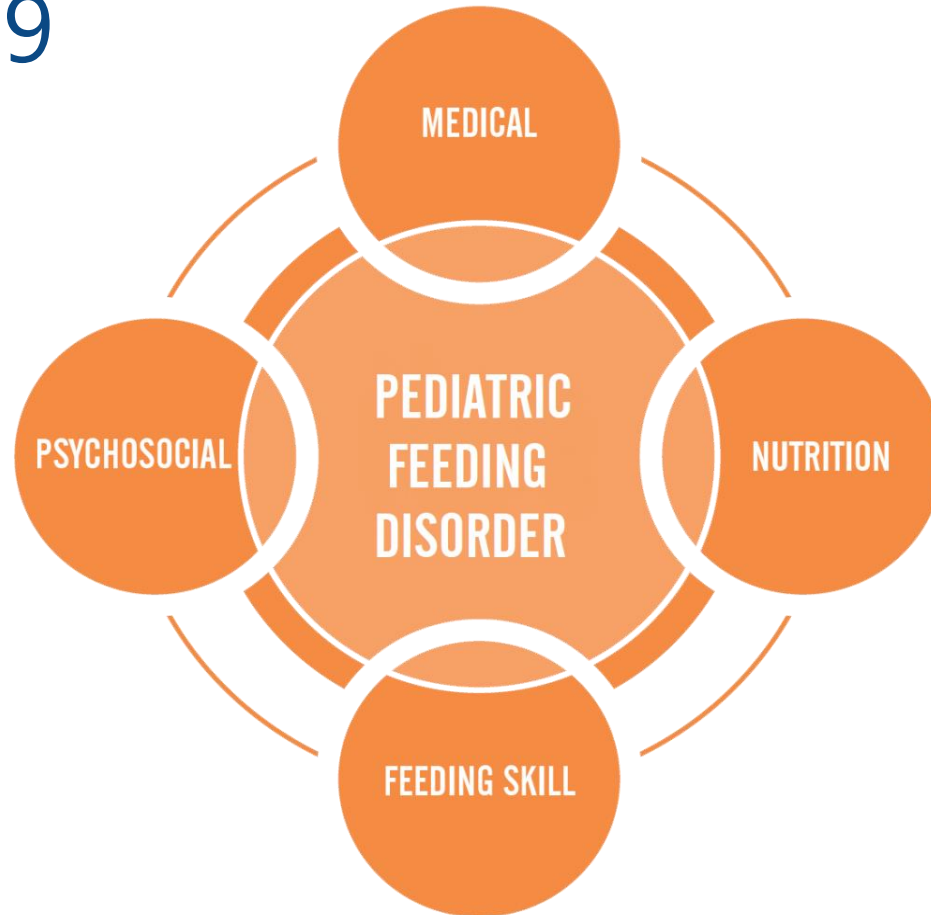 9
MEDICAL
PSYCHOSOCIAL
PEDIATRIC
FEEDING
DISORDER
NUTRITION
FEEDING SKILL